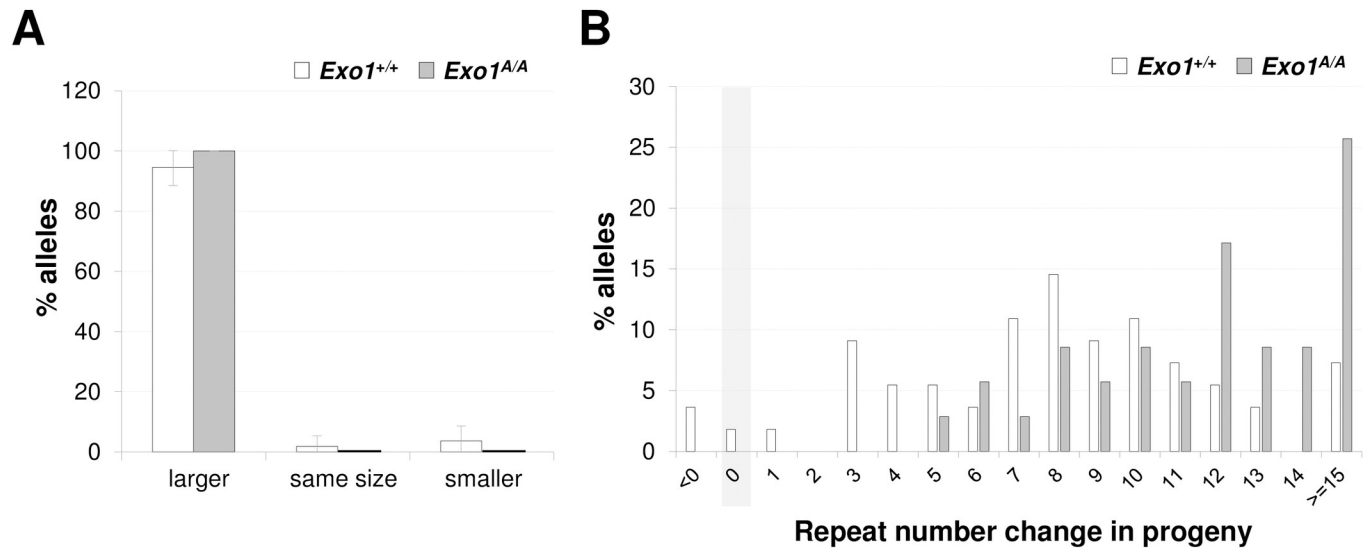 A
Exo1+/+ Exo1A/A
% alleles
120
100
80
60
40
20
0
larger same size smaller
B
Exo1+/+ Exo1A/A
% alleles
30
25
20
15
10
5
0
<0 0 1 2 3 4 5 6 7 8 9 10 11 12 13 14 >=15
Repeat number change in progeny